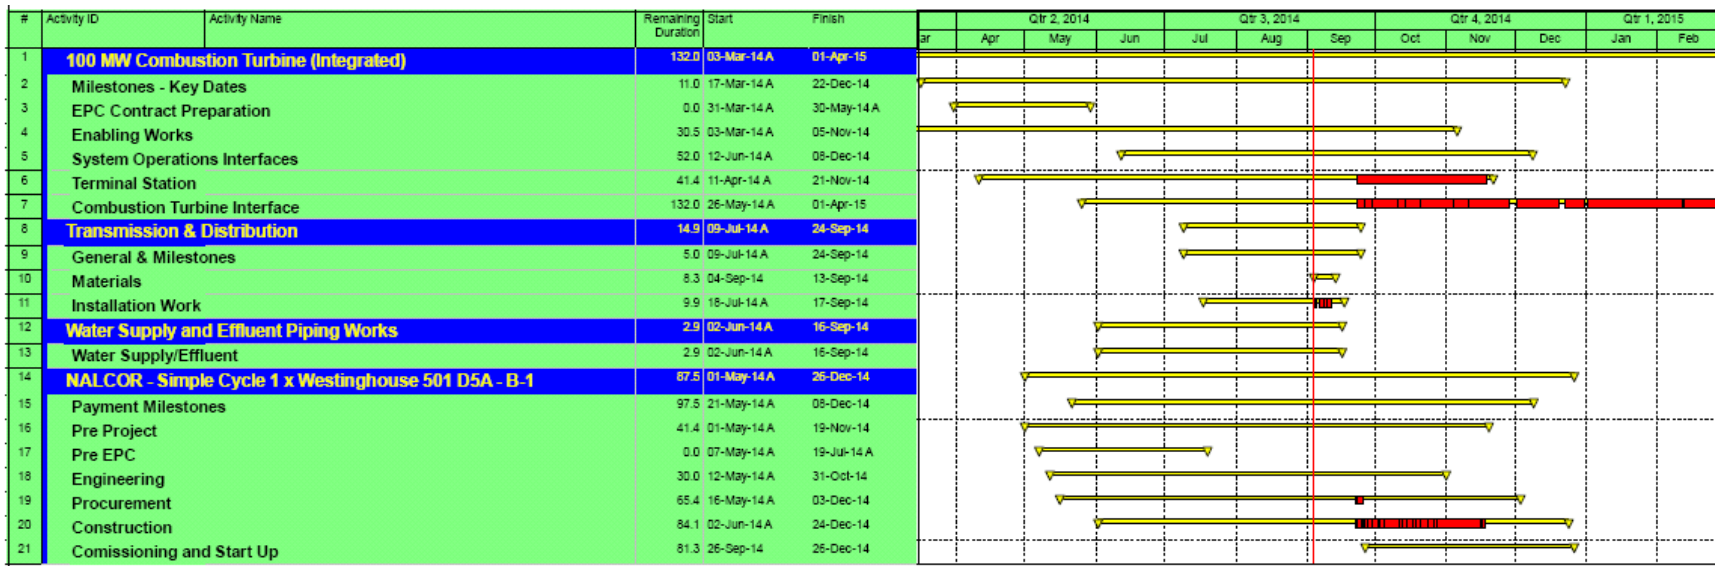 # Activity ID Activity Name Remaining Duration Start Finish
Qtr 2, 2014 Qtr 3, 2014 Qtr 4, 2014 Qtr 1, 2015
ar Apr May Jun Jul Aug Sep Oct Nov Dec Jan Feb
1 100 MW Combustion Turbine (Integrated) 132.0 03-Mar-14 A 01-Apr-15
2 Milestones - Key Dates 11.0 17-Mar-14 A 22-Dec-14
3 EPC Contract Preparation 0.0 31-Mar-14 A 30-May-14 A
4 Enabling Works 30.5 03-Mar-14 A 05-Nov-14
5 System Operations Interfaces 52.0 12-Jun-14 A 08-Dec-14
6 Terminal Station 41.4 11-Apr-14 A 21-Nov-14
7 Combustion Turbine Interface 132.0 26-May-14 A 01-Apr-15
8 Transmission & Distribution 14.9 09-Jul-14 A 24-Sep-14
9 General & Milestones 5.0 09-Jul-14 A 24-Sep-14
10 Materials 8.3 04-Sep-14 13-Sep-14
11 Installation Work 9.9 18-Jul-14 A 17-Sep-14
12 Water Supply and Effluent Piping Works 2.9 02-Jun-14 A 16-Sep-14
13 Water Supply/Effluent 2.9 02-Jun-14 A 16-Sep-14
14 NALCOR - Simple Cycle 1 x Westinghouse 501 D5A - B-1 87.5 01-May-14 A 26-Dec-14
15 Payment Milestones 97.5 21-May-14 A 08-Dec-14
16 Pre Project 41.4 01-May-14 A 19-Nov-14
17 Pre EPC 0.0 07-May-14 A 19-Jul-14 A
18 Engineering 30.0 12-May-14 A 31-Oct-14
19 Procurement 65.4 16-May-14 A 03-Dec-14
20 Construction 84.1 02-Jun-14 A 24-Dec-14
21 Comissioning and Start Up 81.3 26-Sep-14 26-Dec-14